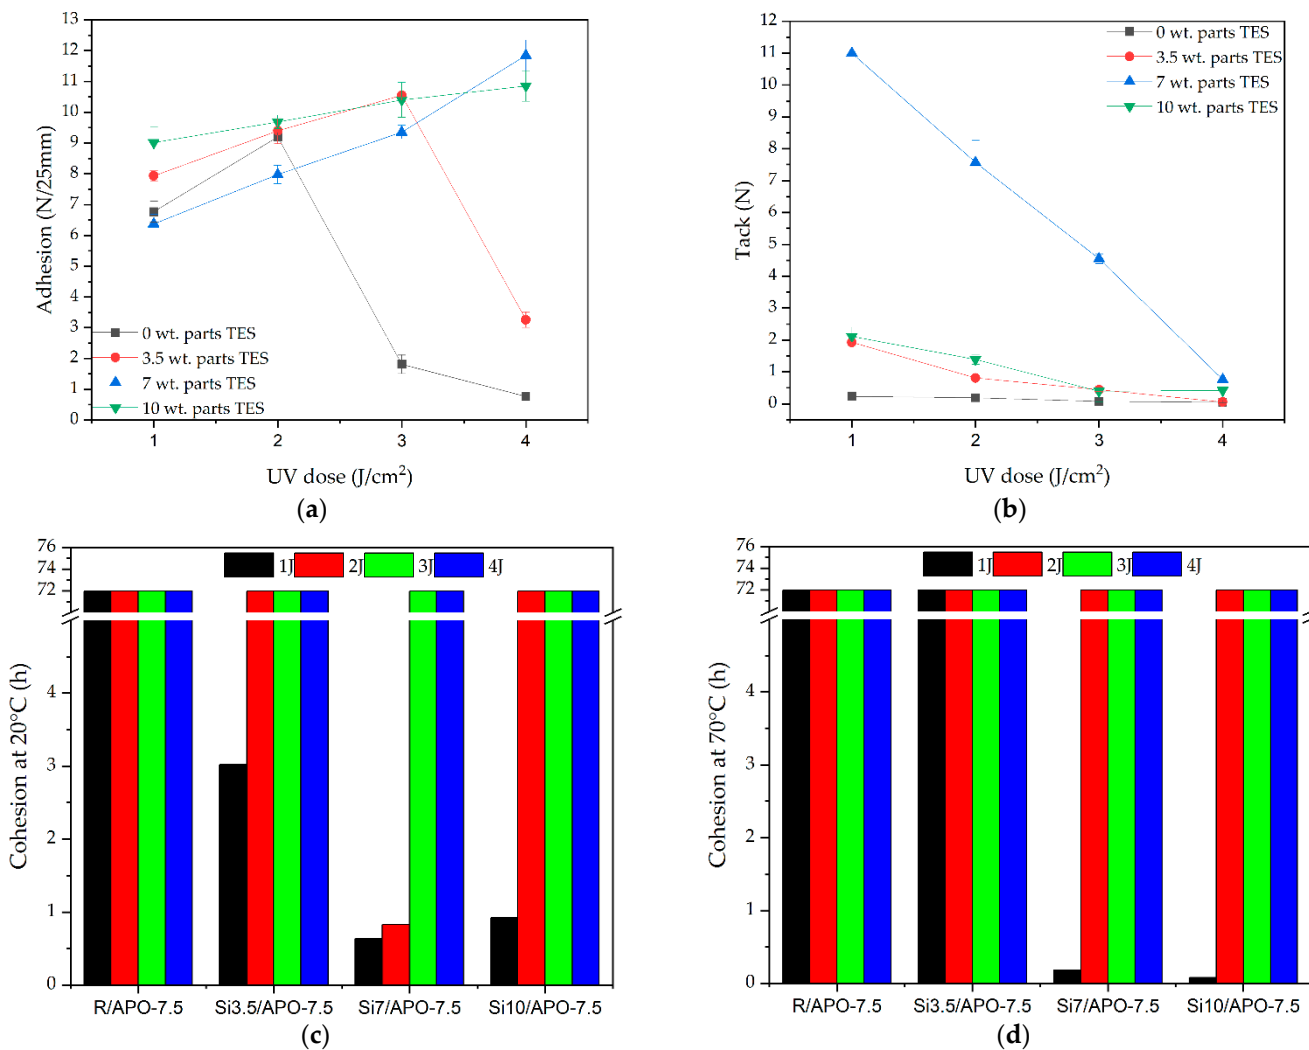 13
12
11
10
9
8
7
6
5
4
3
2
1
0
Adhesion (N/25mm)
0 wt. parts TES
3.5 wt. parts TES
7 wt. parts TES
10 wt. parts TES
1 2 3 4
UV dose (J/cm²)
(a)
12
11
10
9
8
7
6
5
4
3
2
1
0
Tack (N)
0 wt. parts TES
3.5 wt. parts TES
7 wt. parts TES
10 wt. parts TES
1 2 3 4
UV dose (J/cm²)
(b)
76
74
72
4
3
2
1
0
Cohesion at 20°C (h)
1J 2J 3J 4J
R/APO-7.5 Si3.5/APO-7.5 Si7/APO-7.5 Si10/APO-7.5
(c)
76
74
72
4
3
2
1
0
Cohesion at 70°C (h)
1J 2J 3J 4J
R/APO-7.5 Si3.5/APO-7.5 Si7/APO-7.5 Si10/APO-7.5
(d)